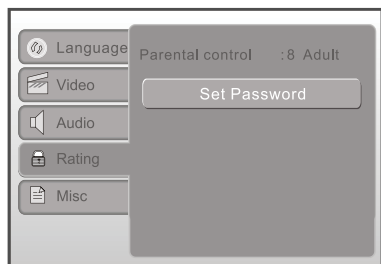 Language
Video
Audio
Rating
Misc
Parental control :8 Adult
Set Password